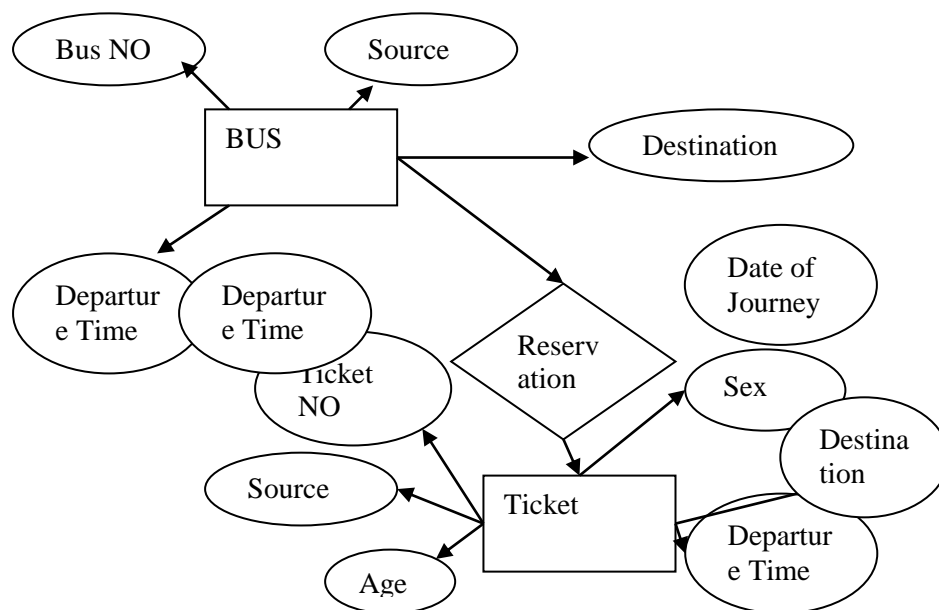 Bus NO
Source
BUS
Destination
Departur
e Time
Departur
e Time
Date of
Journey
Reserv
ation
Ticket
NO
Sex
Destina
tion
Source
Ticket
Departur
e Time
Age